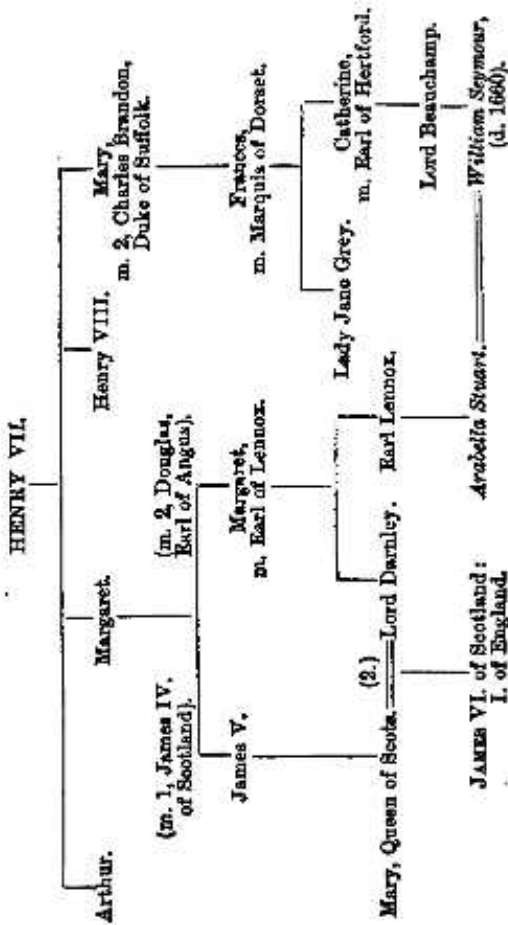 HENRY VII.
Arthur.
Margaret.
Henry VIII.
Mary,
m. 2, Charles Brandon,
Duke of Suffolk.
(m. 1, James IV.
of Scotland).
(m. 2, Douglas,
Earl of Angus).
James V.
Margaret,
m. Earl of Lennox.
Frances,
m. Marquis of Dorset.
Lady Jane Grey.
Catherine,
m. Earl of Hertford.
Mary, Queen of Scots.
(2.)
Lord Darnley.
Earl Lennox.
Lord Beauchamp.
JAMES VI. of Scotland:
I. of England.
Arabella Stuart.
William Seymour,
(d. 1660).